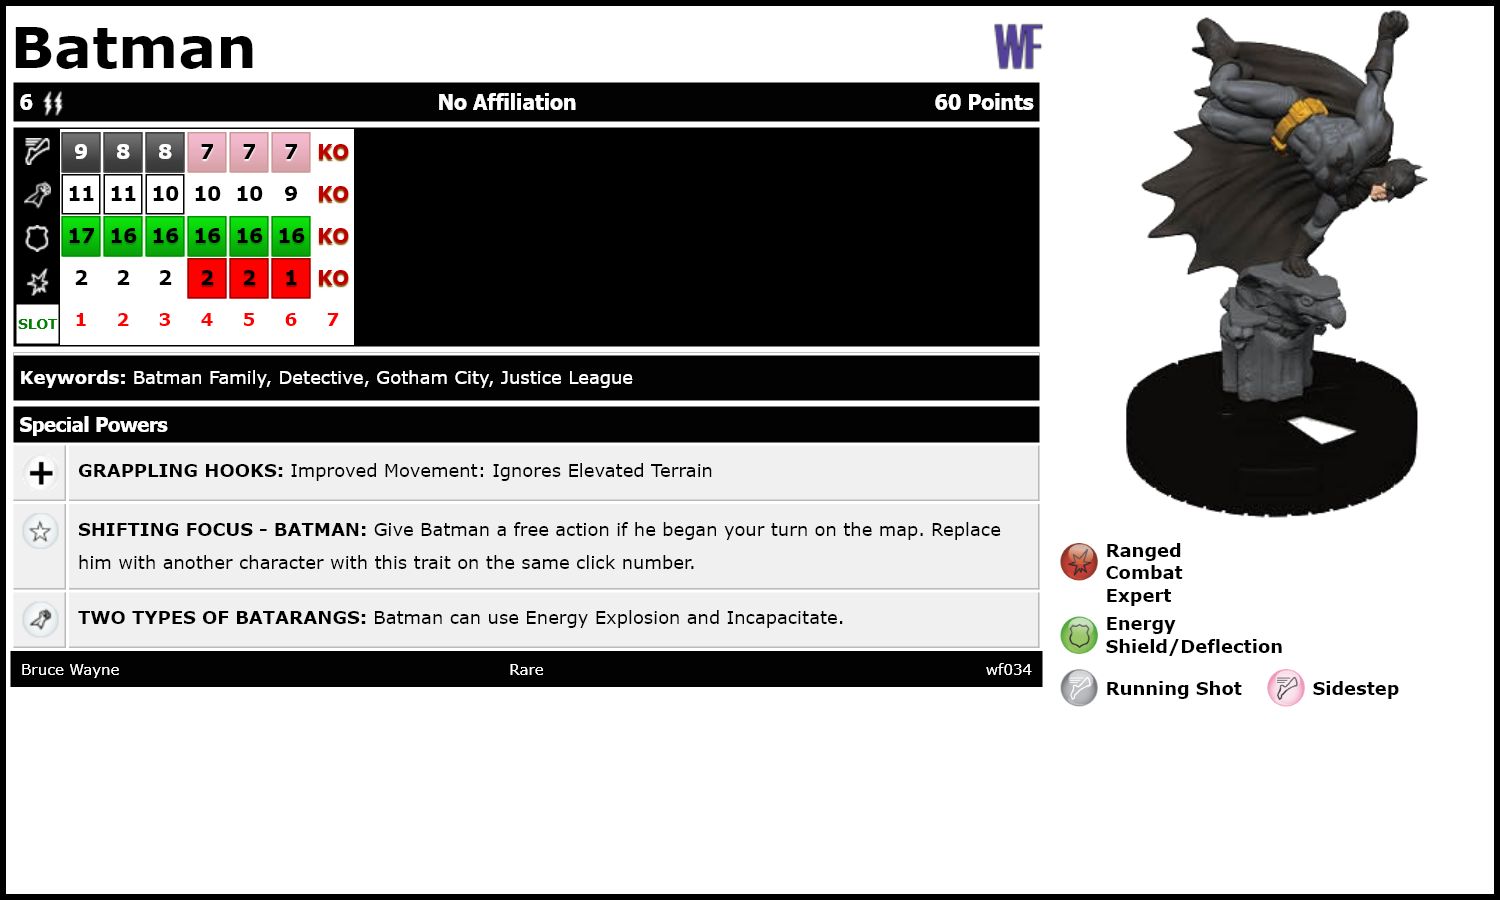 Batman
WF
6 No Affiliation 60 Points
9 8 8 7 7 7 KO
11 11 10 10 10 9 KO
17 16 16 16 16 16 KO
2 2 2 2 2 1 KO
SLOT 1 2 3 4 5 6 7
Keywords: Batman Family, Detective, Gotham City, Justice League
Special Powers
GRAPPLING HOOKS: Improved Movement: Ignores Elevated Terrain
SHIFTING FOCUS - BATMAN: Give Batman a free action if he began your turn on the map. Replace
him with another character with this trait on the same click number.
TWO TYPES OF BATARANGS: Batman can use Energy Explosion and Incapacitate.
Bruce Wayne Rare wf034
Ranged
Combat
Expert
Energy
Shield/Deflection
Running Shot Sidestep